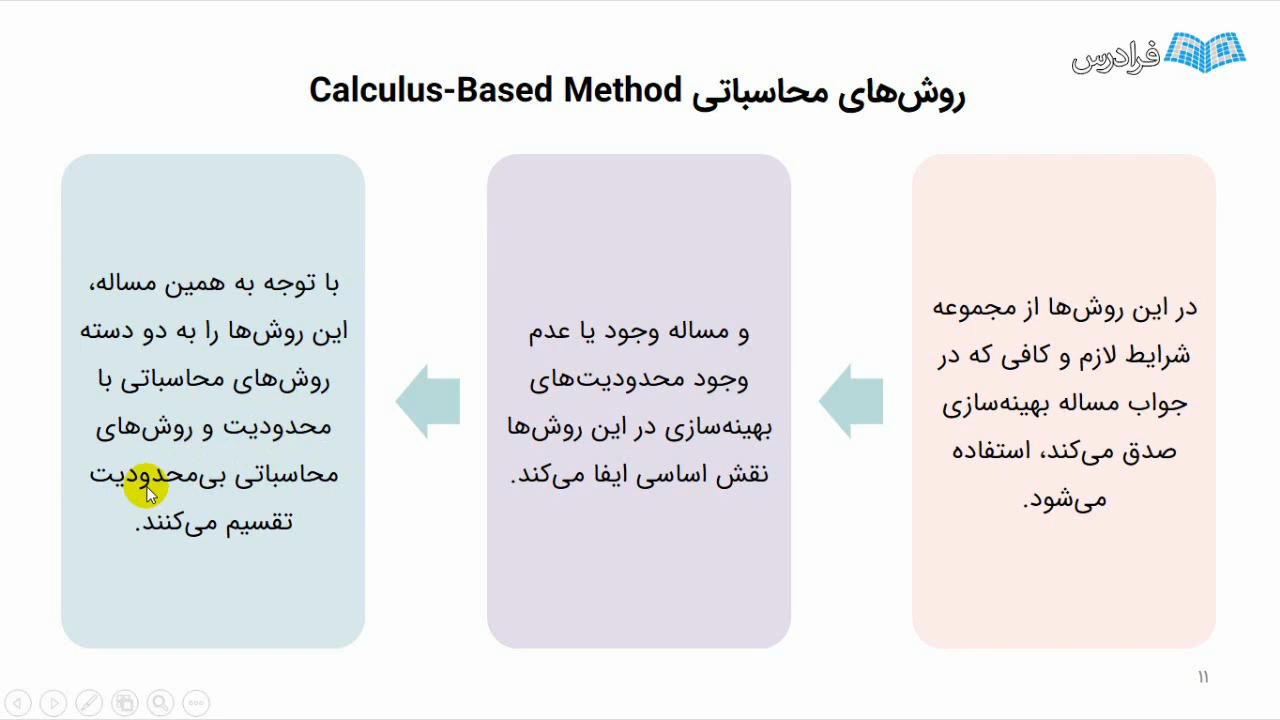 فرادرس
روش‌های محاسباتی Calculus-Based Method
در این روش‌ها از مجموعه
شرایط لازم و کافی که در
جواب مساله بهینه‌سازی
صدق می‌کند، استفاده
می‌شود.
و مساله وجود یا عدم
وجود محدودیت‌های
بهینه‌سازی در این روش‌ها
نقش اساسی ایفا می‌کند.
با توجه به همین مساله،
این روش‌ها را به دو دسته
روش‌های محاسباتی با
محدودیت و روش‌های
محاسباتی بی‌محدودیت
تقسیم می‌کنند.
۱۱